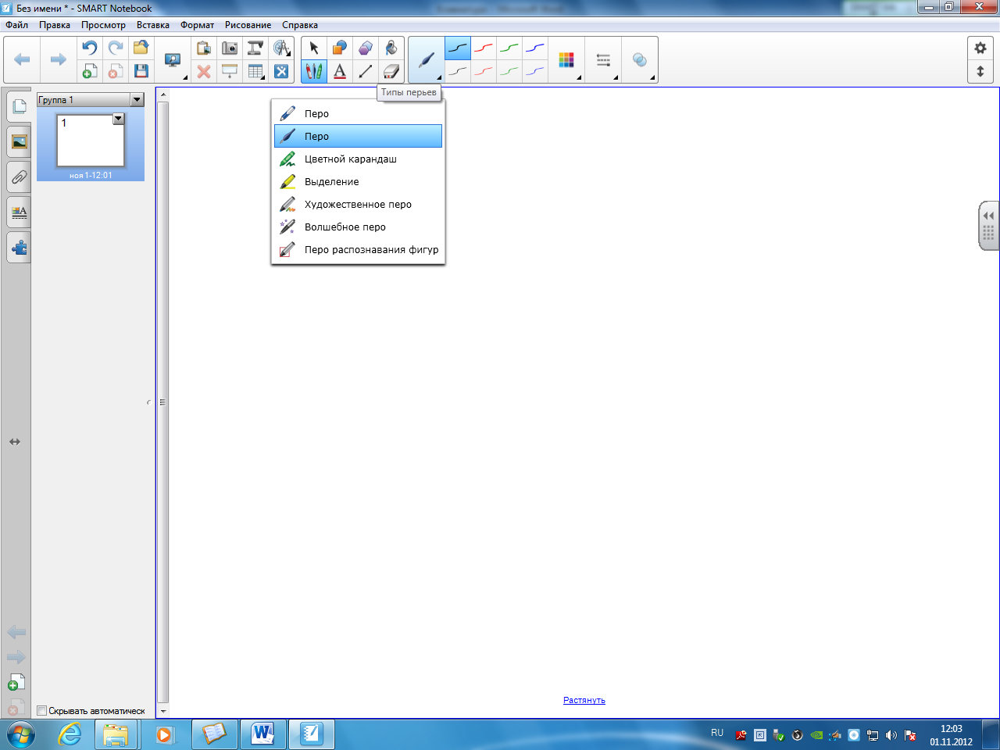 Без имени * - SMART Notebook
Файл Правка Просмотр Вставка Формат Рисование Справка
Типы перьев
Группа 1
1
ноя 1-12:01
Перо
Перо
Цветной карандаш
Выделение
Художественное перо
Волшебное перо
Перо распознавания фигур
Растянуть
Скрывать автоматическ
RU
12:03
01.11.2012